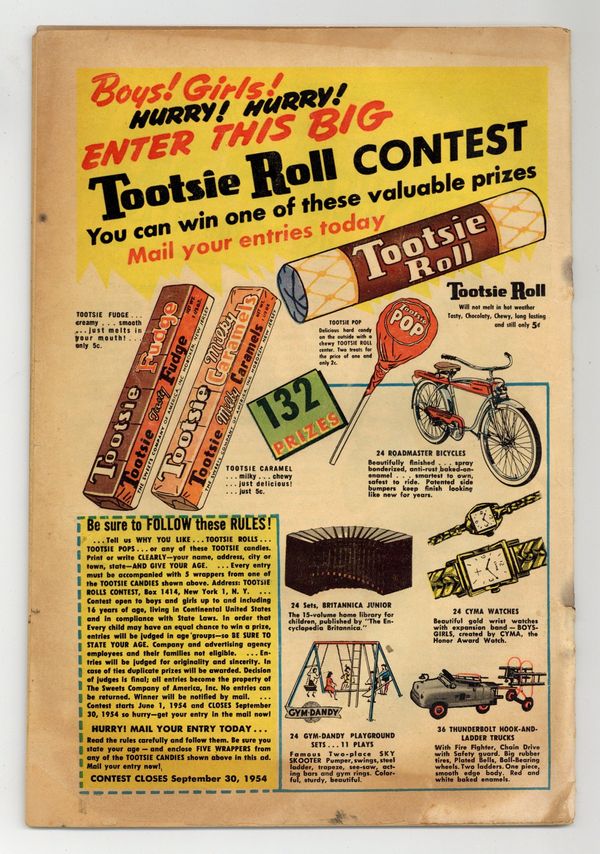 Boys! Girls!
HURRY! HURRY!
ENTER THIS BIG
Tootsie Roll CONTEST
You can win one of these valuable prizes
Mail your entries today
Tootsie
Roll
Tootsie Roll
Will not melt in hot weather
Tasty, Chocolaty, Chewy, long lasting
and still only 5¢
TOOTSIE FUDGE...
creamy ... smooth
...just melts in
your mouth! ...
only 5c.
Tootsie Fudge
Tootsie Tasty Fudge
Tootsie Milky Caramels
Tootsie Milky Caramels
TOOTSIE POP
Delicious hard candy
on the outside with a
chewy TOOTSIE ROLL
center. Two treats for
the price of one and
only 2c.
Tootsie
POP
132
PRIZES
TOOTSIE CARAMEL
... milky .. chewy
... just delicious!
... just 5c.
24 ROADMASTER BICYCLES
Beautifully finished ... spray
bonderized, anti-rust baked-on-
enamel ... smartest to own,
safest to ride. Patented side
bumpers keep finish looking
like new for years.
Be sure to FOLLOW these RULES!
...Tell us WHY YOU LIKE...TOOTSIE ROLLS...
TOOTSIE POPS...or any of these TOOTSIE candies.
Print or write CLEARLY—your name, address, city or
town, state—AND GIVE YOUR AGE. ...Every entry
must be accompanied with 5 wrappers from one of
the TOOTSIE CANDIES shown above. Address: TOOTSIE
ROLLS CONTEST, Box 1414, New York 1, N. Y. ...
Contest open to boys and girls up to and including
16 years of age, living in Continental United States
and in compliance with State Laws. In order that
Every child may have an equal chance to win a prize,
entries will be judged in age groups—so BE SURE TO
STATE YOUR AGE. Company and advertising agency
employees and their families not eligible. ...En-
tries will be judged for originality and sincerity. In
case of ties duplicate prizes will be awarded. Decision
of judges is final; all entries become the property of
The Sweets Company of America, Inc. No entries can
be returned. Winner will be notified by mail. ...
Contest starts June 1, 1954 and CLOSES September
30, 1954 so hurry—get your entry in the mail now!
HURRY! MAIL YOUR ENTRY TODAY...
Read the rules carefully and follow them. Be sure you
state your age — and enclose FIVE WRAPPERS from
any of the TOOTSIE CANDIES shown above in this ad.
Mail your entry now!
CONTEST CLOSES September 30, 1954
24 Sets, BRITANNICA JUNIOR
The 15-volume home library for
children, published by "The En-
cyclopedia Britannica."
24 CYMA WATCHES
Beautiful gold wrist watches
with expansion band — BOYS-
GIRLS, created by CYMA, the
Honor Award Watch.
GYM-DANDY
24 GYM-DANDY PLAYGROUND
SETS...11 PLAYS
Famous Two-place SKY
SKOOTER Pumper, swings, steel
ladder, trapeze, see-saw, act-
ing bars and gym rings. Color-
ful, sturdy, beautiful.
36 THUNDERBOLT HOOK-AND-
LADDER TRUCKS
With Fire Fighter, Chain Drive
with Safety guard. Big rubber
tires, Plated Bells, Ball-Bearing
wheels. Two ladders. One piece,
smooth edge body. Red and
white baked enamels.